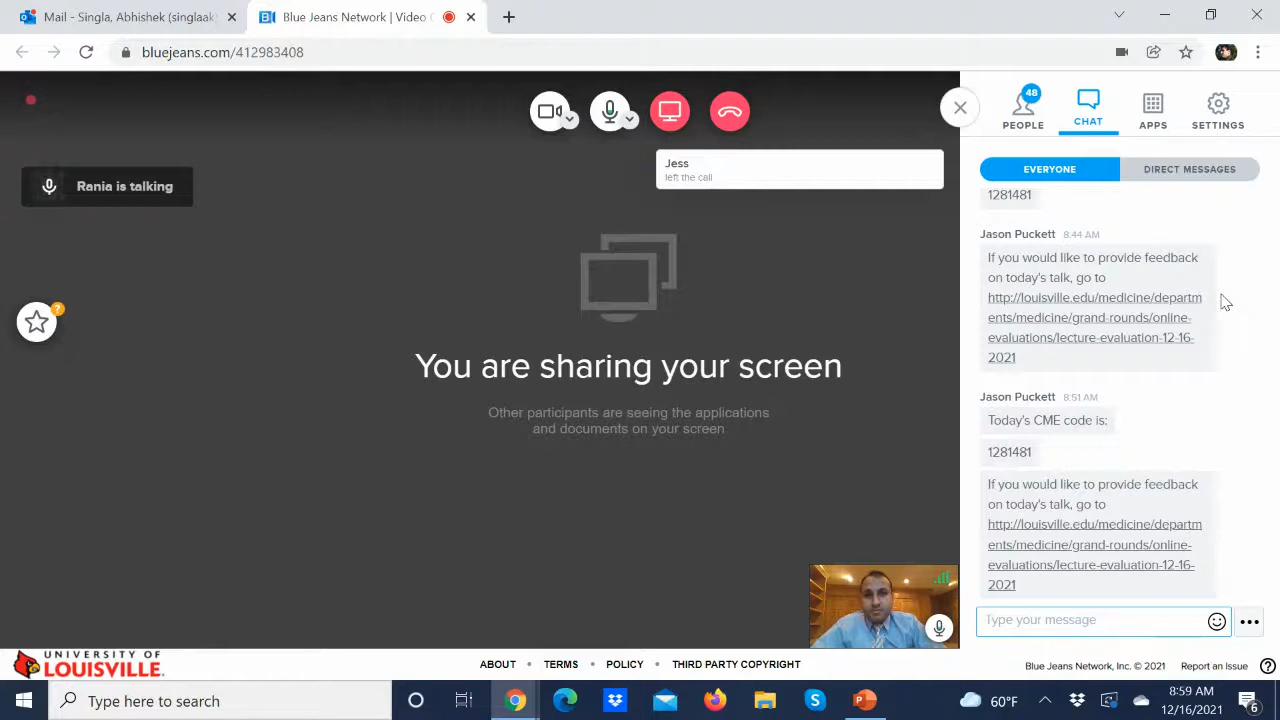 Mail - Singla, Abhishek (singlaak
Blue Jeans Network | Video C
bluejeans.com/412983408
48
PEOPLE
CHAT
APPS
SETTINGS
Jess
left the call
Rania is talking
EVERYONE
DIRECT MESSAGES
1281481
Jason Puckett 8:44 AM
If you would like to provide feedback
on today's talk, go to
http://louisville.edu/medicine/departm
ents/medicine/grand-rounds/online-
evaluations/lecture-evaluation-12-16-
2021
?
You are sharing your screen
Other participants are seeing the applications
and documents on your screen
Jason Puckett 8:51 AM
Today's CME code is:
1281481
If you would like to provide feedback
on today's talk, go to
http://louisville.edu/medicine/departm
ents/medicine/grand-rounds/online-
evaluations/lecture-evaluation-12-16-
2021
Type your message
UNIVERSITY OF
LOUISVILLE.
ABOUT • TERMS • POLICY • THIRD PARTY COPYRIGHT
Blue Jeans Network, Inc. © 2021
Report an Issue
Type here to search
60°F
8:59 AM
12/16/2021
6